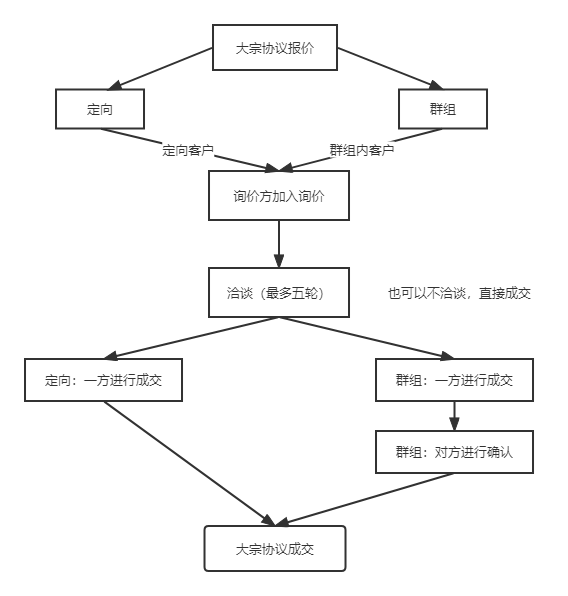 大宗协议报价
定向
群组
定向客户
群组内客户
询价方加入询价
洽谈（最多五轮）
也可以不洽谈，直接成交
定向：一方进行成交
群组：一方进行成交
群组：对方进行确认
大宗协议成交